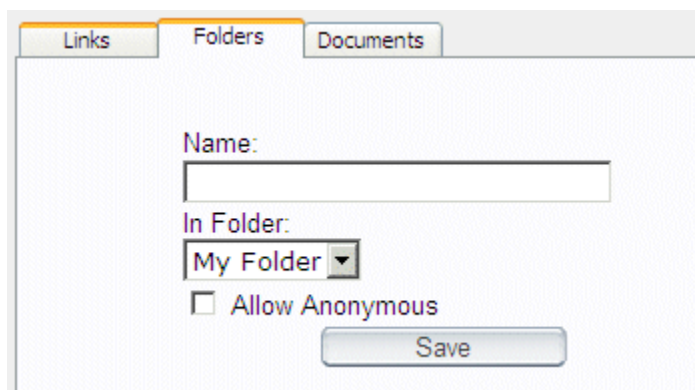 Links Folders Documents
Name:
In Folder:
My Folder
Allow Anonymous
Save